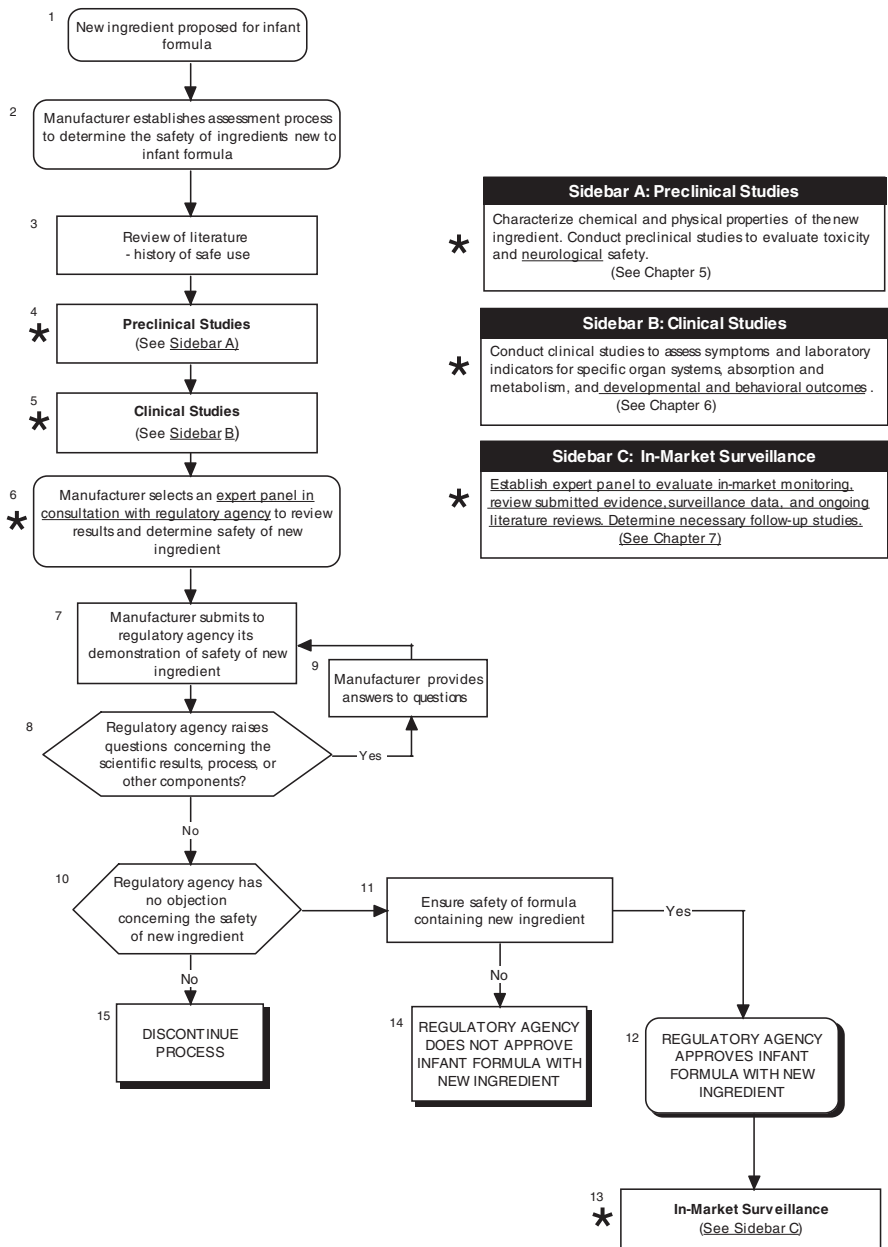 1
New ingredient proposed for infant
formula
2
Manufacturer establishes assessment process
to determine the safety of ingredients new to
infant formula
3
Review of literature
- history of safe use
4
Preclinical Studies
(See Sidebar A)
5
Clinical Studies
(See Sidebar B)
6
Manufacturer selects an expert panel in
consultation with regulatory agency to review
results and determine safety of new
ingredient
7
Manufacturer submits to
regulatory agency its
demonstration of safety of new
ingredient
9
Manufacturer provides
answers to questions
8
Regulatory agency raises
questions concerning the
scientific results, process, or
other components?
Yes
No
10
Regulatory agency has
no objection
concerning the safety
of new ingredient
11
Ensure safety of formula
containing new ingredient
Yes
No
No
15
DISCONTINUE
PROCESS
14
REGULATORY AGENCY
DOES NOT APPROVE
INFANT FORMULA WITH
NEW INGREDIENT
12
REGULATORY AGENCY
APPROVES INFANT
FORMULA WITH NEW
INGREDIENT
13
In-Market Surveillance
(See Sidebar C)
Sidebar A: Preclinical Studies
Characterize chemical and physical properties of the new
ingredient. Conduct preclinical studies to evaluate toxicity
and neurological safety.
(See Chapter 5)
Sidebar B: Clinical Studies
Conduct clinical studies to assess symptoms and laboratory
indicators for specific organ systems, absorption and
metabolism, and developmental and behavioral outcomes .
(See Chapter 6)
Sidebar C: In-Market Surveillance
Establish expert panel to evaluate in-market monitoring,
review submitted evidence, surveillance data, and ongoing
literature reviews. Determine necessary follow-up studies.
(See Chapter 7)